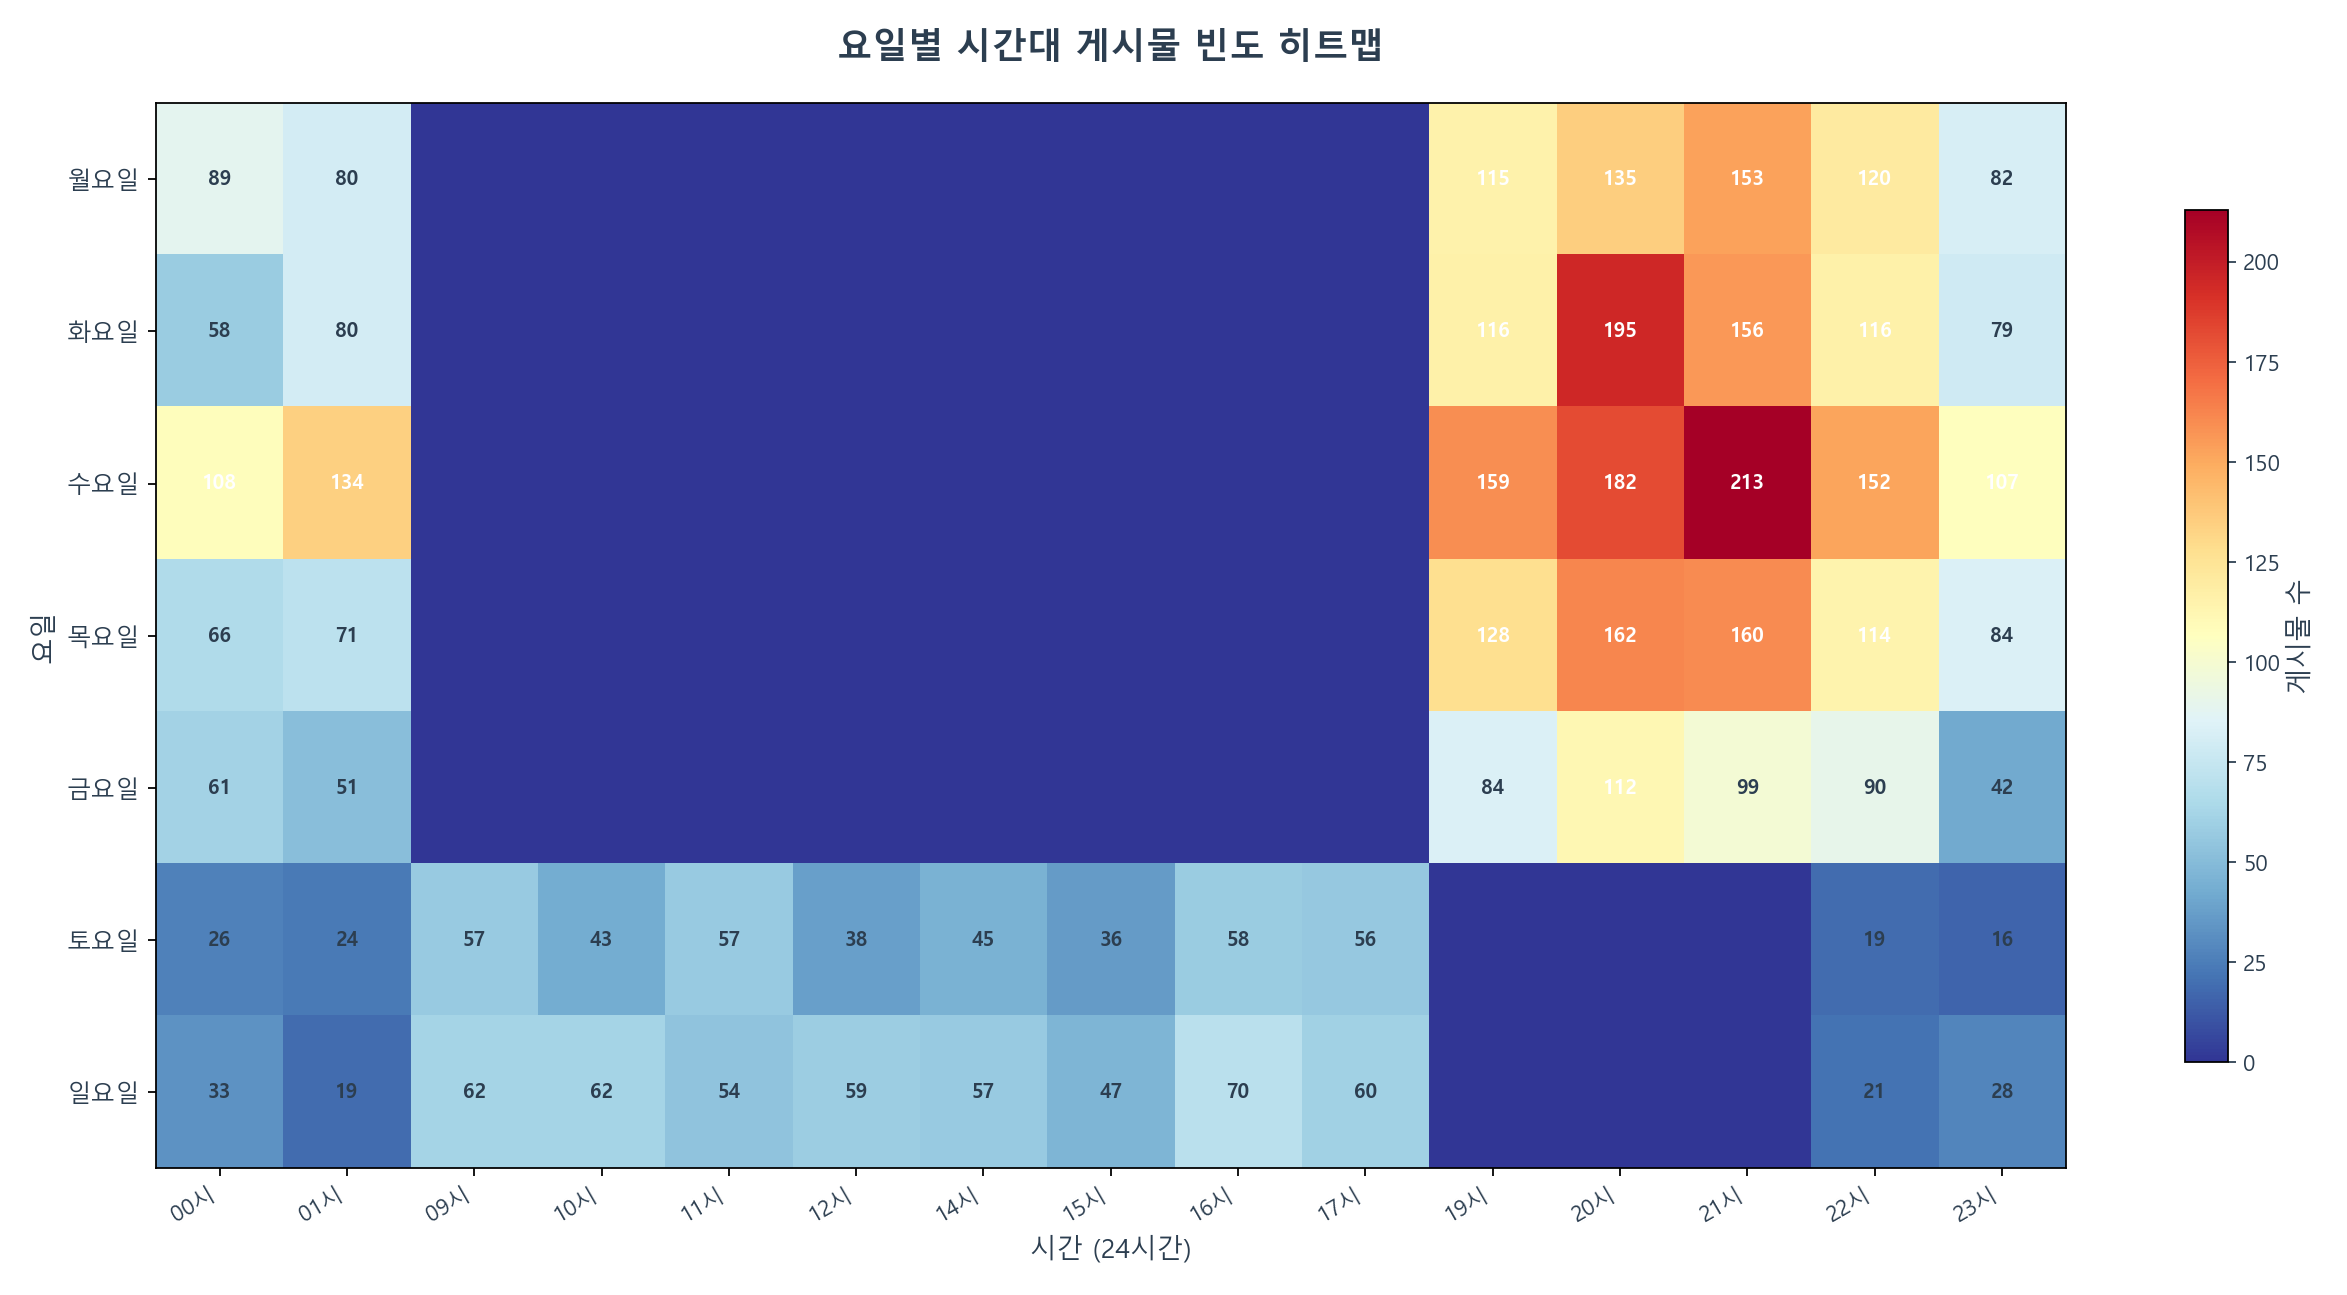 요일별 시간대 게시물 빈도 히트맵
월요일 89 80 115 135 153 120 82
화요일 58 80 116 195 156 116 79
수요일 108 134 159 182 213 152 107
목요일 66 71 128 162 160 114 84
금요일 61 51 84 112 99 90 42
토요일 26 24 57 43 57 38 45 36 58 56 19 16
일요일 33 19 62 62 54 59 57 47 70 60 21 28
요일
00시 01시 09시 10시 11시 12시 14시 15시 16시 17시 19시 20시 21시 22시 23시
시간 (24시간)
200
175
150
125
100
75
50
25
0
게시물 수